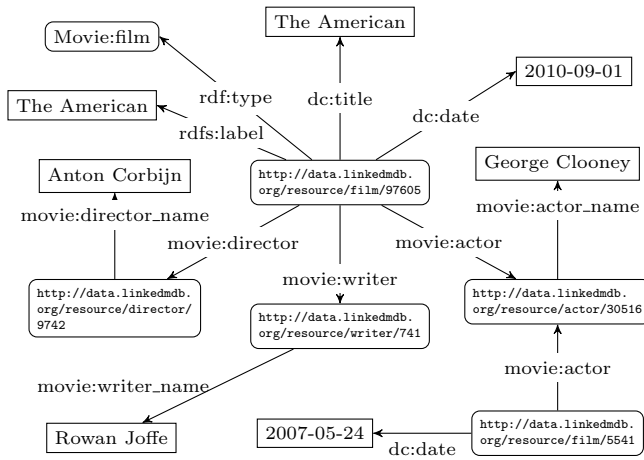 The American
Movie:film
2010-09-01
rdf:type
dc:title
dc:date
The American
rdfs:label
Anton Corbijn
http://data.linkedmdb.
org/resource/film/97605
George Clooney
movie:director_name
movie:director
movie:actor
movie:actor_name
movie:writer
http://data.linkedmdb.
org/resource/director/
9742
http://data.linkedmdb.
org/resource/writer/741
http://data.linkedmdb.
org/resource/actor/30516
movie:writer_name
movie:actor
Rowan Joffe
2007-05-24
dc:date
http://data.linkedmdb.
org/resource/film/5541